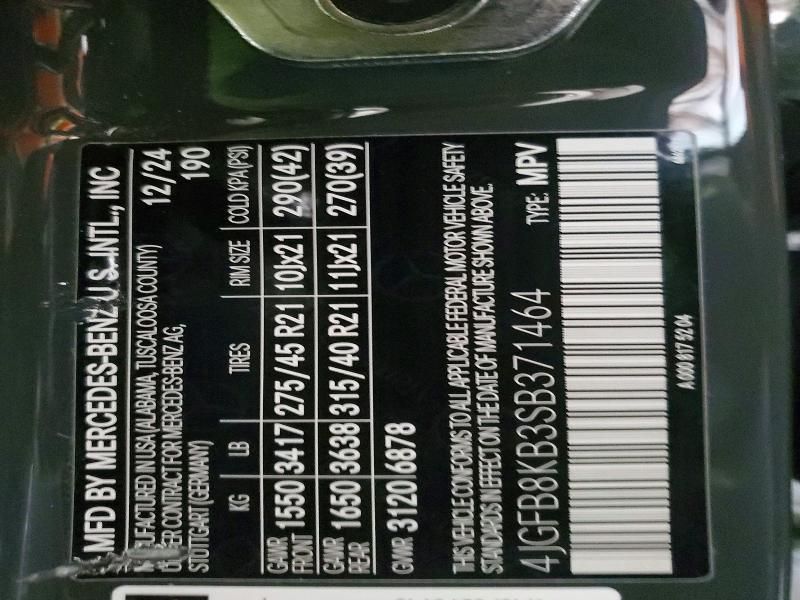 MFD BY MERCEDES-BENZ U.S. INTL., INC
MANUFACTURED IN USA (ALABAMA, TUSCALOOSA COUNTY) 12/24
UNDER CONTRACT FOR MERCEDES-BENZ AG,
STUTTGART (GERMANY) 190
KG LB TIRES RIM SIZE COLD KPA(PSI)
GAWR FRONT 1550 3417 275/45 R21 10Jx21 290(42)
GAWR REAR 1650 3638 315/40 R21 11Jx21 270(39)
GVWR 3120 6878
THIS VEHICLE CONFORMS TO ALL APPLICABLE FEDERAL MOTOR VEHICLE SAFETY
STANDARDS IN EFFECT ON THE DATE OF MANUFACTURE SHOWN ABOVE.
4JGFB8KB3SB371464 TYPE: MPV
A 000 817 52 04